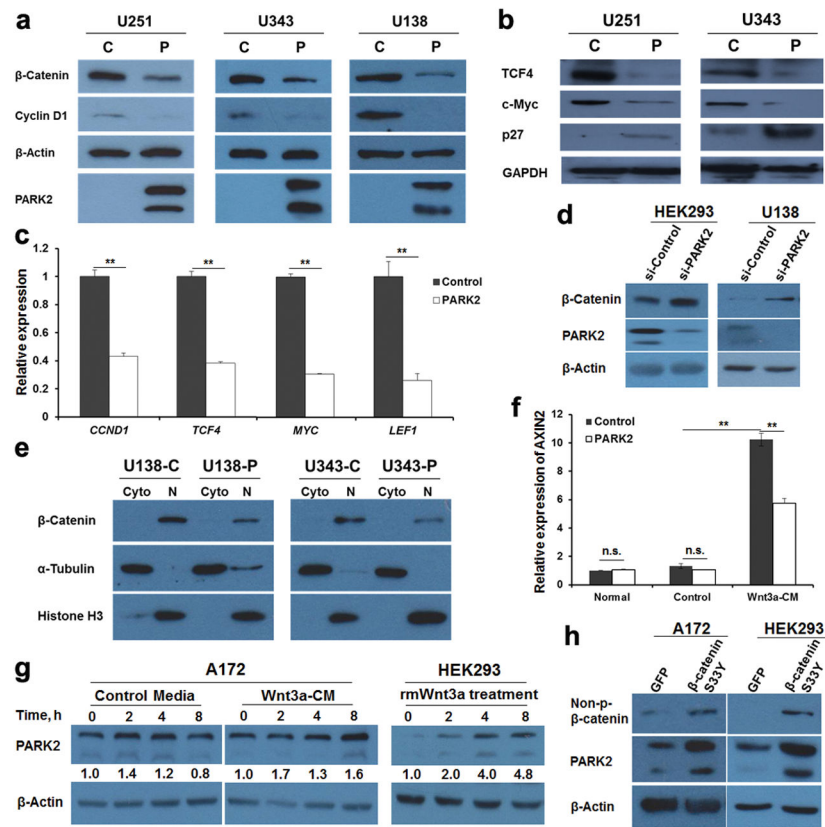 a
U251 U343 U138
C P C P C P
β-Catenin
Cyclin D1
β-Actin
PARK2
b
U251 U343
C P C P
TCF4
c-Myc
p27
GAPDH
c
Relative expression
1.2
1
0.8
0.6
0.4
0.2
0
** ** ** **
Control
PARK2
CCND1 TCF4 MYC LEF1
d
HEK293 U138
si-Control si-PARK2 si-Control si-PARK2
β-Catenin
PARK2
β-Actin
e
U138-C U138-P U343-C U343-P
Cyto N Cyto N Cyto N Cyto N
β-Catenin
α-Tubulin
Histone H3
f
Relative expression of AXIN2
12
10
8
6
4
2
0
Control
PARK2
** **
n.s. n.s.
Normal Control Wnt3a-CM
g
A172 HEK293
Control Media Wnt3a-CM rmWnt3a treatment
Time, h 0 2 4 8 0 2 4 8 0 2 4 8
PARK2
1.0 1.4 1.2 0.8 1.0 1.7 1.3 1.6 1.0 2.0 4.0 4.8
β-Actin
h
A172 HEK293
GFP β-catenin S33Y GFP β-catenin S33Y
Non-p-
β-catenin
PARK2
β-Actin